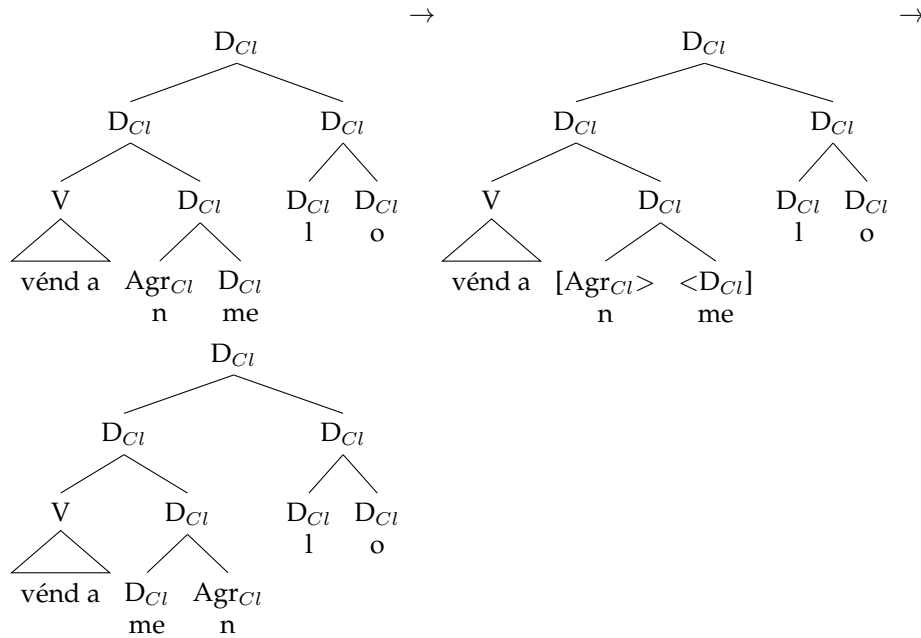 → →
D_Cl D_Cl
D_Cl D_Cl D_Cl D_Cl
V D_Cl D_Cl D_Cl V D_Cl D_Cl D_Cl
l o l o
vénd a Agr_Cl D_Cl vénd a [Agr_Cl> <D_Cl]
n me n me
D_Cl
D_Cl D_Cl
V D_Cl D_Cl D_Cl
l o
vénd a D_Cl Agr_Cl
me n